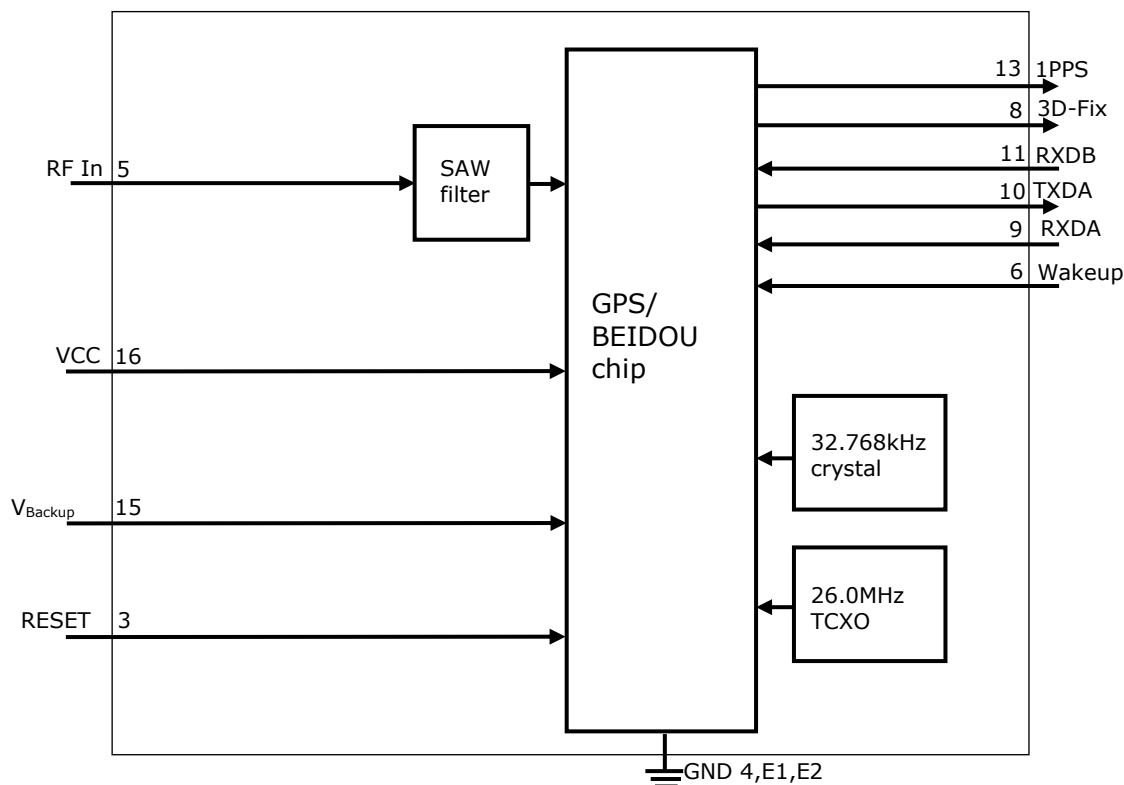 13 1PPS
8 3D-Fix
11 RXDB
10 TXDA
9 RXDA
6 Wakeup
RF In 5
SAW
filter
GPS/
BEIDOU
chip
VCC 16
32.768kHz
crystal
VBackup 15
26.0MHz
TCXO
RESET 3
GND 4,E1,E2